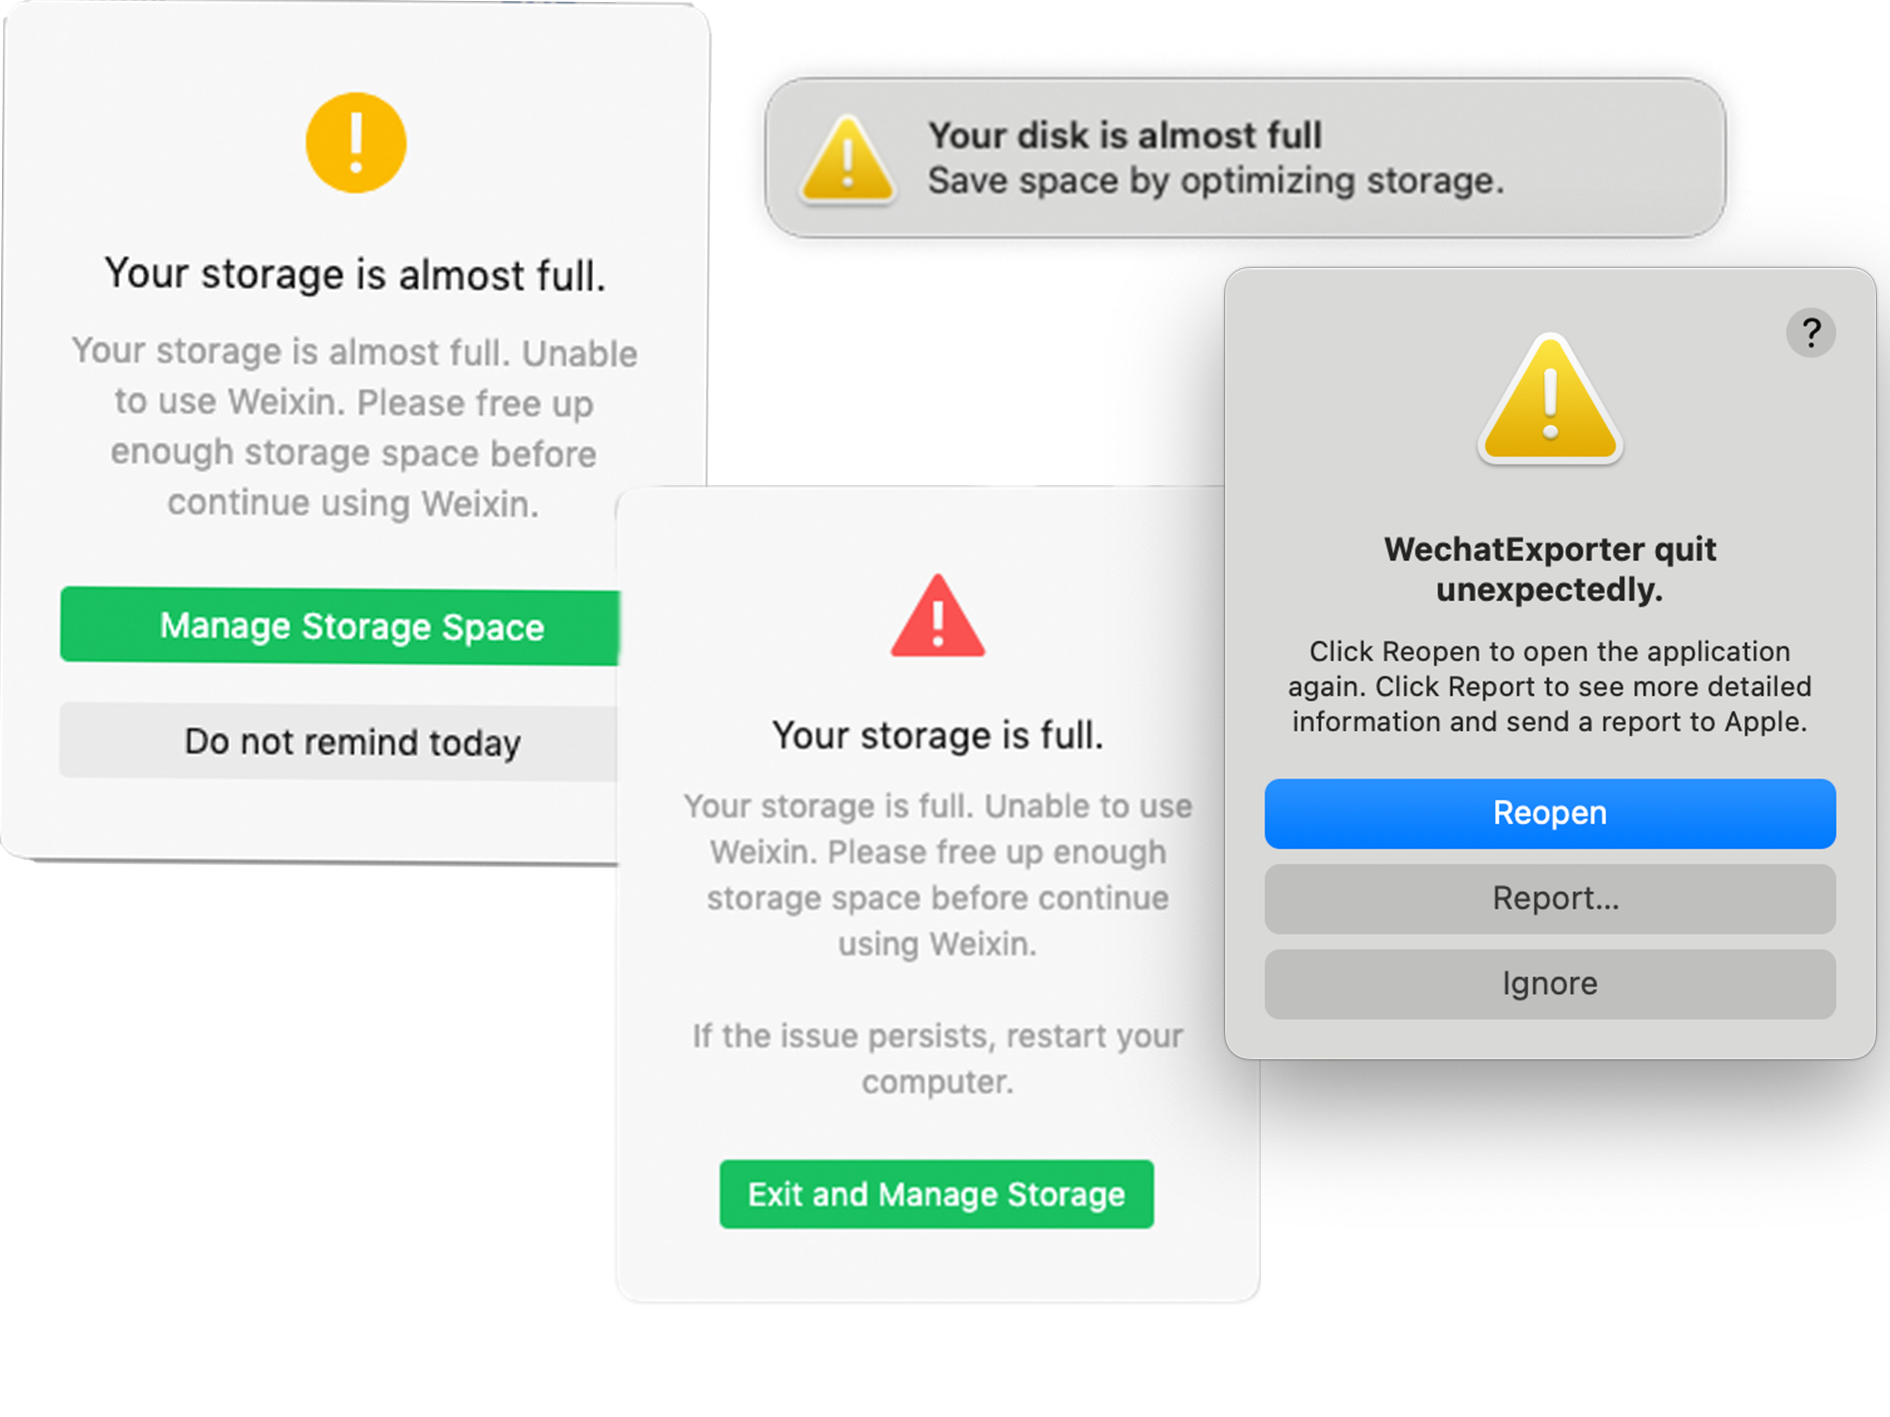 Your storage is almost full.
Your storage is almost full. Unable
to use Weixin. Please free up
enough storage space before
continue using Weixin.
Manage Storage Space
Do not remind today
Your disk is almost full
Save space by optimizing storage.
Your storage is full.
Your storage is full. Unable to use
Weixin. Please free up enough
storage space before continue
using Weixin.
If the issue persists, restart your
computer.
Exit and Manage Storage
?
WechatExporter quit
unexpectedly.
Click Reopen to open the application
again. Click Report to see more detailed
information and send a report to Apple.
Reopen
Report...
Ignore